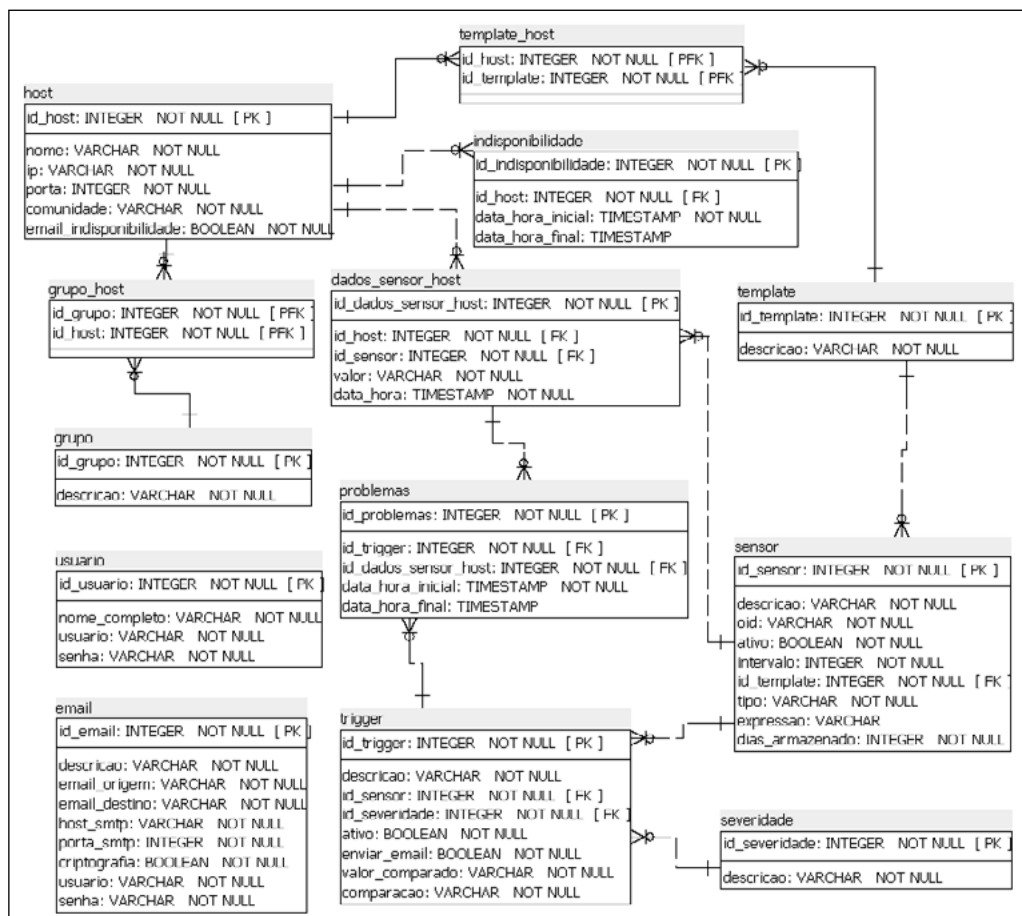 template_host
id_host: INTEGER NOT NULL [ PFK ]
id_template: INTEGER NOT NULL [ PFK ]
host
id_host: INTEGER NOT NULL [ PK ]
nome: VARCHAR NOT NULL
ip: VARCHAR NOT NULL
porta: INTEGER NOT NULL
comunidade: VARCHAR NOT NULL
email_indisponibilidade: BOOLEAN NOT NULL
indisponibilidade
id_indisponibilidade: INTEGER NOT NULL [ PK ]
id_host: INTEGER NOT NULL [ FK ]
data_hora_inicial: TIMESTAMP NOT NULL
data_hora_final: TIMESTAMP
grupo_host
id_grupo: INTEGER NOT NULL [ PFK ]
id_host: INTEGER NOT NULL [ PFK ]
dados_sensor_host
id_dados_sensor_host: INTEGER NOT NULL [ PK ]
id_host: INTEGER NOT NULL [ FK ]
id_sensor: INTEGER NOT NULL [ FK ]
valor: VARCHAR NOT NULL
data_hora: TIMESTAMP NOT NULL
template
id_template: INTEGER NOT NULL [ PK ]
descricao: VARCHAR NOT NULL
grupo
id_grupo: INTEGER NOT NULL [ PK ]
descricao: VARCHAR NOT NULL
problemas
id_problemas: INTEGER NOT NULL [ PK ]
id_trigger: INTEGER NOT NULL [ FK ]
id_dados_sensor_host: INTEGER NOT NULL [ FK ]
data_hora_inicial: TIMESTAMP NOT NULL
data_hora_final: TIMESTAMP
sensor
id_sensor: INTEGER NOT NULL [ PK ]
descricao: VARCHAR NOT NULL
oid: VARCHAR NOT NULL
ativo: BOOLEAN NOT NULL
intervalo: INTEGER NOT NULL
id_template: INTEGER NOT NULL [ FK ]
tipo: VARCHAR NOT NULL
expressao: VARCHAR
dias_armazenado: INTEGER NOT NULL
usuario
id_usuario: INTEGER NOT NULL [ PK ]
nome_completo: VARCHAR NOT NULL
usuario: VARCHAR NOT NULL
senha: VARCHAR NOT NULL
email
id_email: INTEGER NOT NULL [ PK ]
descricao: VARCHAR NOT NULL
email_origem: VARCHAR NOT NULL
email_destino: VARCHAR NOT NULL
host_smtp: VARCHAR NOT NULL
porta_smtp: INTEGER NOT NULL
criptografia: BOOLEAN NOT NULL
usuario: VARCHAR NOT NULL
senha: VARCHAR NOT NULL
trigger
id_trigger: INTEGER NOT NULL [ PK ]
descricao: VARCHAR NOT NULL
id_sensor: INTEGER NOT NULL [ FK ]
id_severidade: INTEGER NOT NULL [ FK ]
ativo: BOOLEAN NOT NULL
enviar_email: BOOLEAN NOT NULL
valor_comparado: VARCHAR NOT NULL
comparacao: VARCHAR NOT NULL
severidade
id_severidade: INTEGER NOT NULL [ PK ]
descricao: VARCHAR NOT NULL